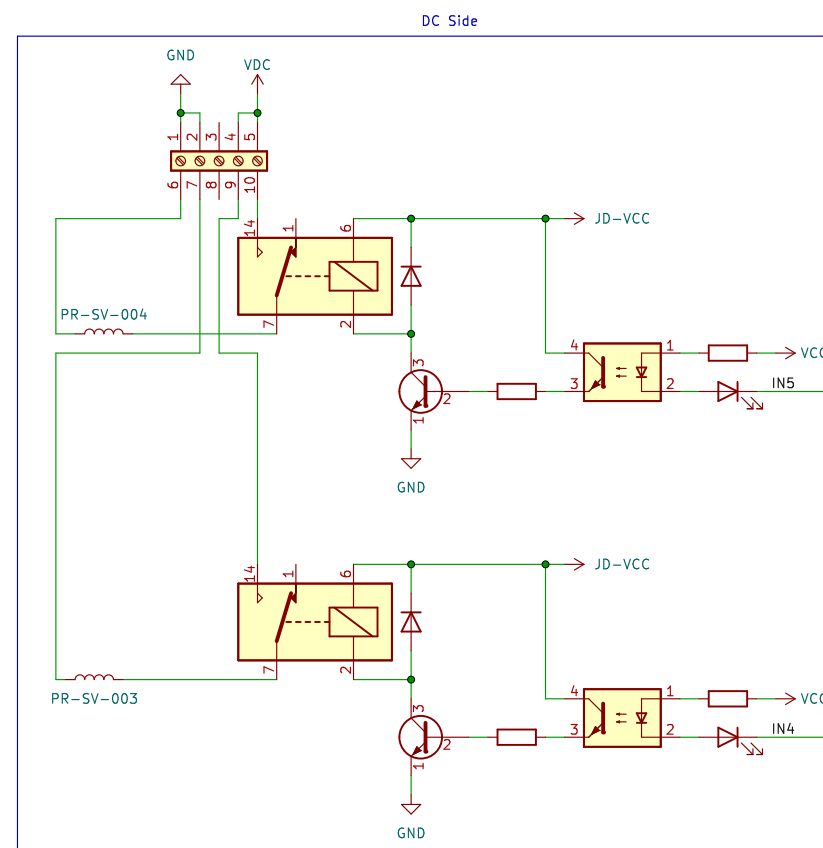 DC Side
GND
VDC
1 2 3 4 5
6 7 8 9 10
14 1 6
JD-VCC
PR-SV-004
7 2
3
4 1
VCC
2
3 2
IN5
1
GND
14 1 6
JD-VCC
7 2
PR-SV-003
3
4 1
VCC
2
3 2
IN4
1
GND